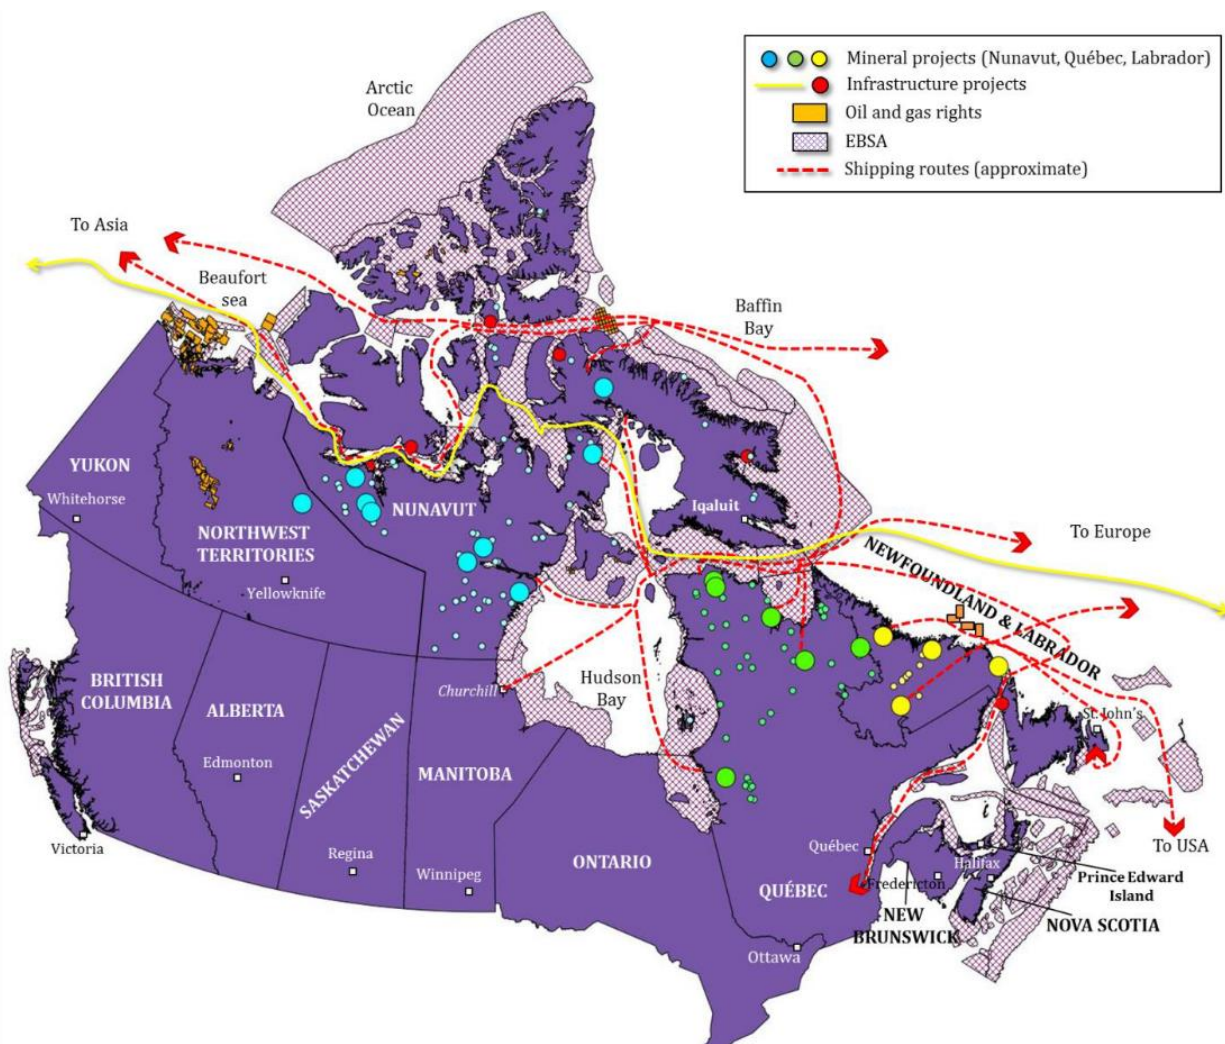 Mineral projects (Nunavut, Québec, Labrador)
Infrastructure projects
Oil and gas rights
EBSA
Shipping routes (approximate)
Arctic
Ocean
To Asia
Beaufort
sea
Baffin
Bay
YUKON
Whitehorse
NUNAVUT
Iqaluit
NORTHWEST
TERRITORIES
Yellowknife
To Europe
NEWFOUNDLAND & LABRADOR
BRITISH
COLUMBIA
ALBERTA
Edmonton
SASKATCHEWAN
Churchill
Hudson
Bay
MANITOBA
St. John's
Victoria
Regina
Winnipeg
ONTARIO
Québec
QUÉBEC
Fredericton
Halifax
To USA
Prince Edward
Island
NEW
BRUNSWICK
NOVA SCOTIA
Ottawa